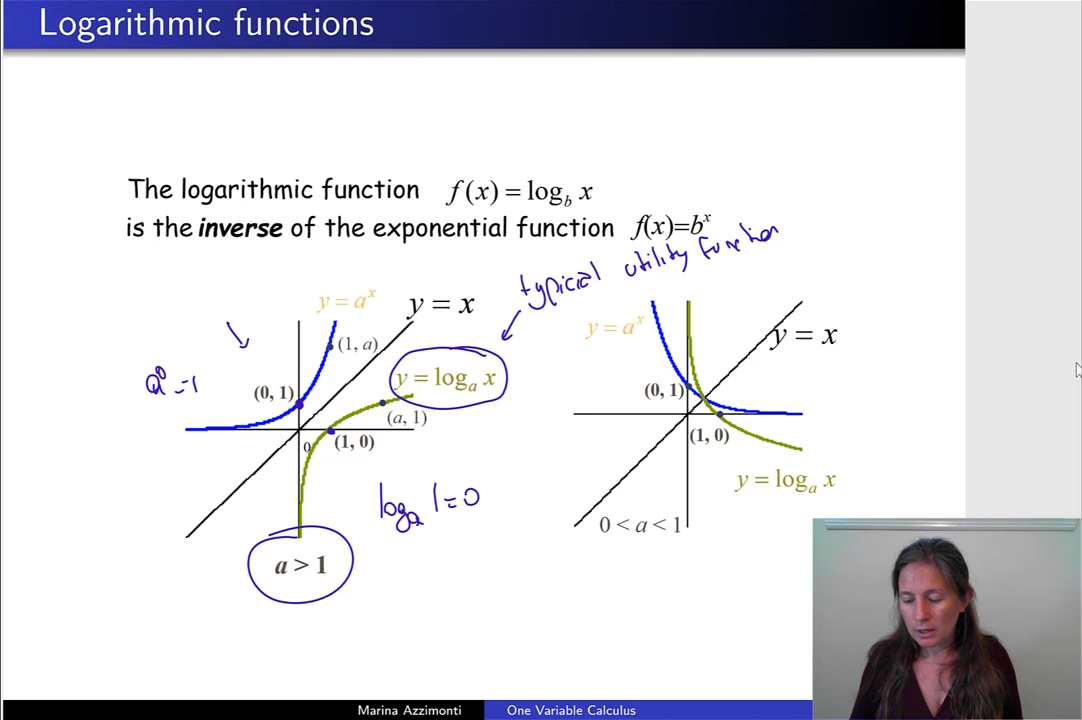 Logarithmic functions
The logarithmic function f(x) = log_b x
is the inverse of the exponential function f(x)=b^x
typical utility function
y = a^x
y = x
(1, a)
a^0 = 1
(0, 1)
y = log_a x
(a, 1)
0
(1, 0)
log_a 1 = 0
a > 1
y = a^x
y = x
(0, 1)
(1, 0)
y = log_a x
0 < a < 1
Marina Azzimonti One Variable Calculus